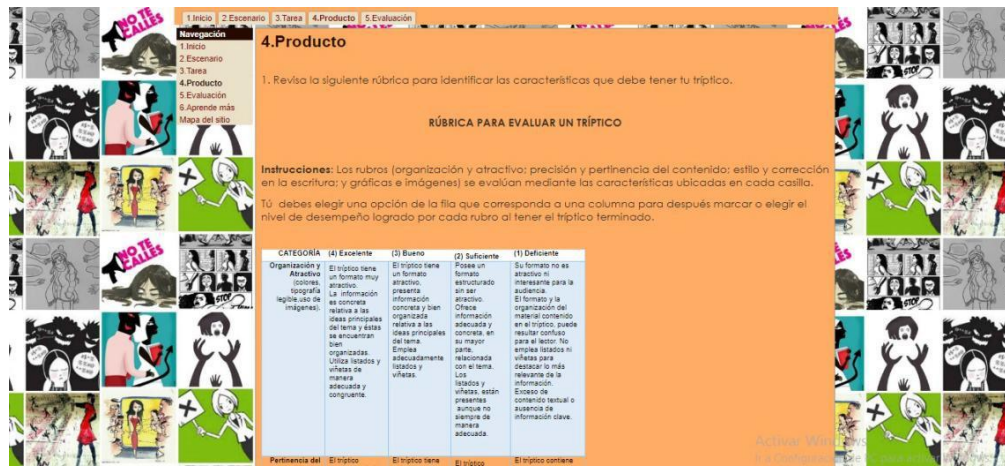 1.Inicio 2.Escenario 3.Tarea 4.Producto 5.Evaluación
Navegación
1.Inicio
2.Escenario
3.Tarea
4.Producto
5.Evaluación
6.Aprende más
Mapa del sitio
4.Producto
1. Revisa la siguiente rúbrica para identificar las características que debe tener tu tríptico.
RÚBRICA PARA EVALUAR UN TRÍPTICO
Instrucciones: Los rubros (organización y atractivo; precisión y pertinencia del contenido; estilo y corrección
en la escritura; y gráficas e imágenes) se evalúan mediante las características ubicadas en cada casilla.
Tú debes elegir una opción de la fila que corresponda a una columna para después marcar o elegir el
nivel de desempeño logrado por cada rubro al tener el tríptico terminado.
CATEGORÍA (4) Excelente (3) Bueno (2) Suficiente (1) Deficiente
Organización y
Atractivo
(colores,
tipografía
legible,uso de
imágenes).
El tríptico tiene
un formato muy
atractivo.
La información
es concreta
relativa a las
ideas principales
del tema y éstas
se encuentran
bien
organizadas.
Utiliza listados y
viñetas de
manera
adecuada y
congruente.
El tríptico tiene
un formato
atractivo,
presenta
información
concreta y bien
organizada
relativa a las
ideas principales
del tema.
Emplea
adecuadamente
listados y
viñetas.
Posee un
formato
estructurado
sin ser
atractivo.
Ofrece
información
adecuada y
concreta, en
su mayor
parte,
relacionada
con el tema.
Los
listados y
viñetas, están
presentes
aunque no
siempre de
manera
adecuada.
Su formato no es
atractivo ni
interesante para la
audiencia.
El formato y la
organización del
material contenido
en el tríptico, puede
resultar confuso
para el lector. No
emplea listados ni
viñetas para
destacar lo más
relevante de la
información.
Exceso de
contenido textual o
ausencia de
información clave.
Pertinencia del El tríptico El tríptico tiene El tríptico El tríptico contiene
NO TE
CALLES
STOP
NO TE
CALLES
STOP
NO TE
CALLES
STOP
Activar Windows